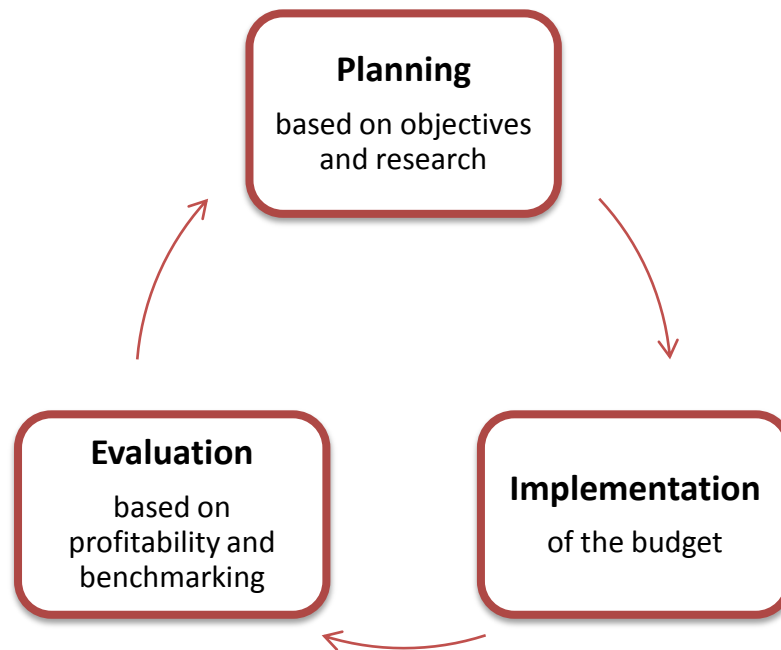 Planning
based on objectives
and research
Evaluation
based on
profitability and
benchmarking
Implementation
of the budget